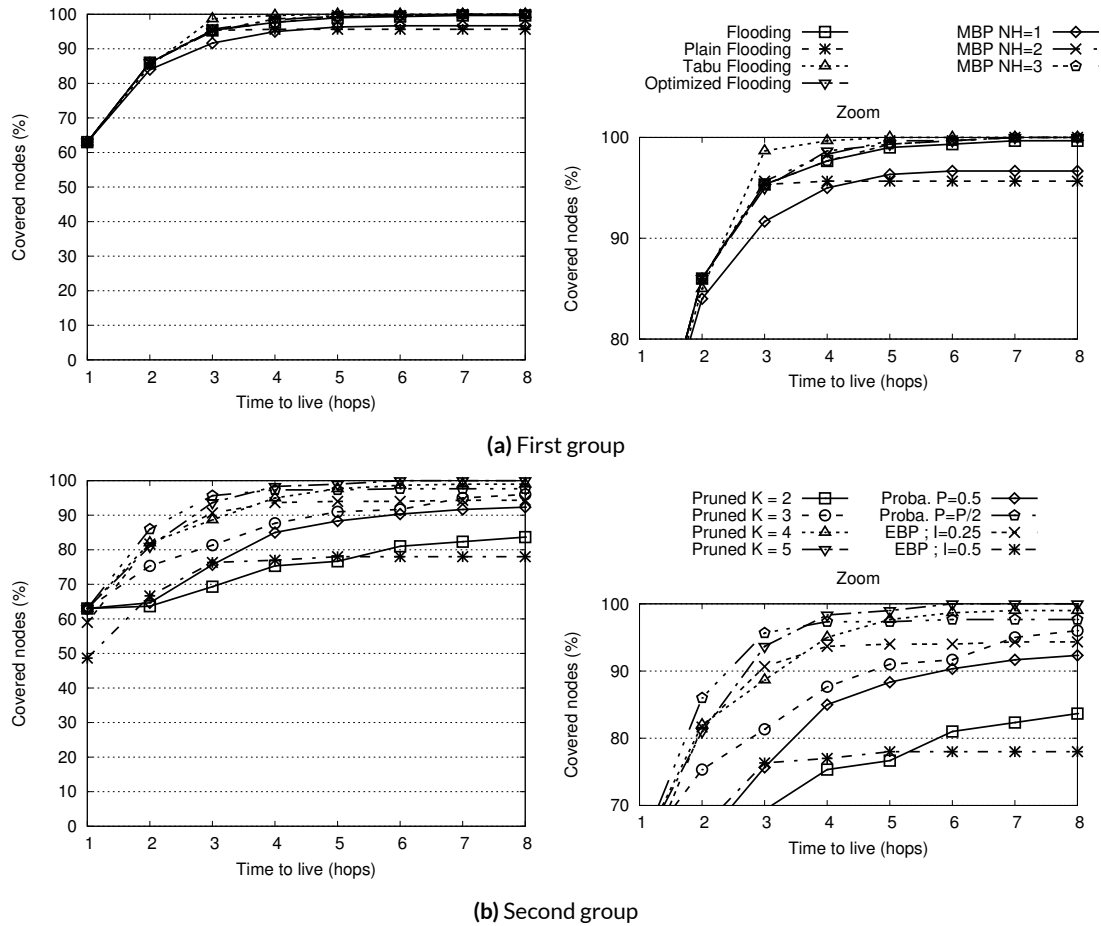 100
90
80
70
60
50
40
30
20
10
0
Covered nodes (%)
1 2 3 4 5 6 7 8
Time to live (hops)
Flooding
Plain Flooding
Tabu Flooding
Optimized Flooding
MBP NH=1
MBP NH=2
MBP NH=3
Zoom
100
90
80
Covered nodes (%)
1 2 3 4 5 6 7 8
Time to live (hops)
(a) First group
100
90
80
70
60
50
40
30
20
10
0
Covered nodes (%)
1 2 3 4 5 6 7 8
Time to live (hops)
Pruned K = 2
Pruned K = 3
Pruned K = 4
Pruned K = 5
Proba. P=0.5
Proba. P=P/2
EBP ; I=0.25
EBP ; I=0.5
Zoom
100
90
80
70
Covered nodes (%)
1 2 3 4 5 6 7 8
Time to live (hops)
(b) Second group